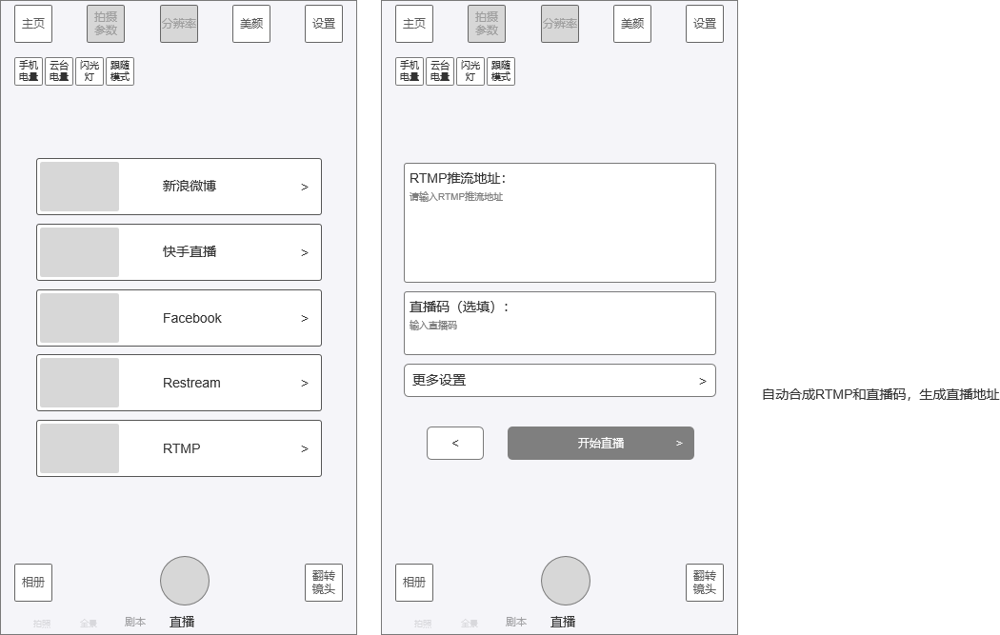 主页
拍摄
参数
分辨率
美颜
设置
手机
电量
云台
电量
闪光
灯
跟随
模式
新浪微博 >
快手直播 >
Facebook >
Restream >
RTMP >
相册
翻转
镜头
拍照 全景 剧本 直播
主页
拍摄
参数
分辨率
美颜
设置
手机
电量
云台
电量
闪光
灯
跟随
模式
RTMP推流地址：
请输入RTMP推流地址
直播码（选填）：
输入直播码
更多设置 >
<
开始直播 >
相册
翻转
镜头
拍照 全景 剧本 直播
自动合成RTMP和直播码，生成直播地址